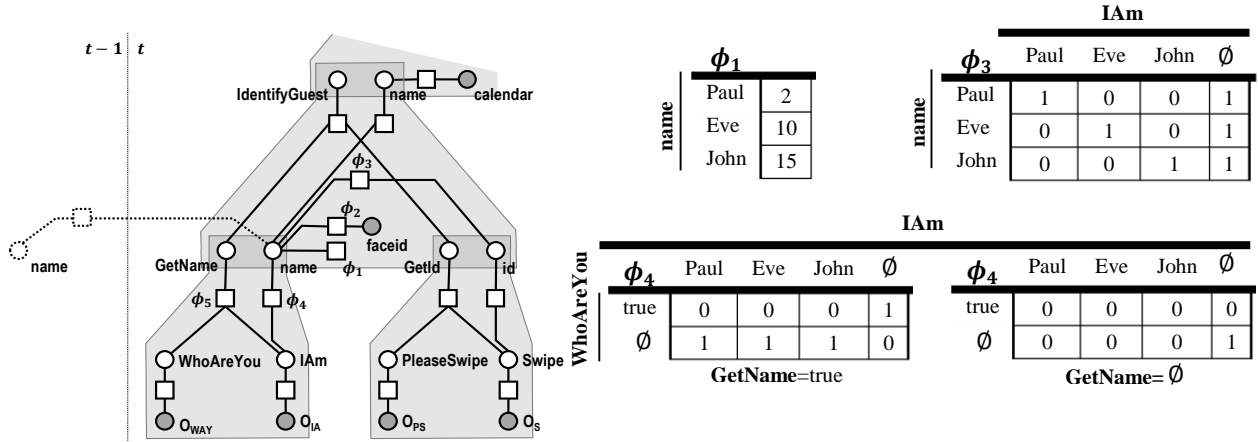 t − 1 t
IdentifyGuest name calendar
ϕ3
ϕ2
faceid
name
GetName name ϕ1 GetId id
ϕ5 ϕ4
WhoAreYou IAm PleaseSwipe Swipe
OWAY OIA OPS OS
ϕ1
name
Paul 2
Eve 10
John 15
IAm
ϕ3 Paul Eve John ∅
name
Paul 1 0 0 1
Eve 0 1 0 1
John 0 0 1 1
IAm
WhoAreYou
ϕ4 Paul Eve John ∅
true 0 0 0 1
∅ 1 1 1 0
GetName=true
ϕ4 Paul Eve John ∅
true 0 0 0 0
∅ 0 0 0 1
GetName= ∅